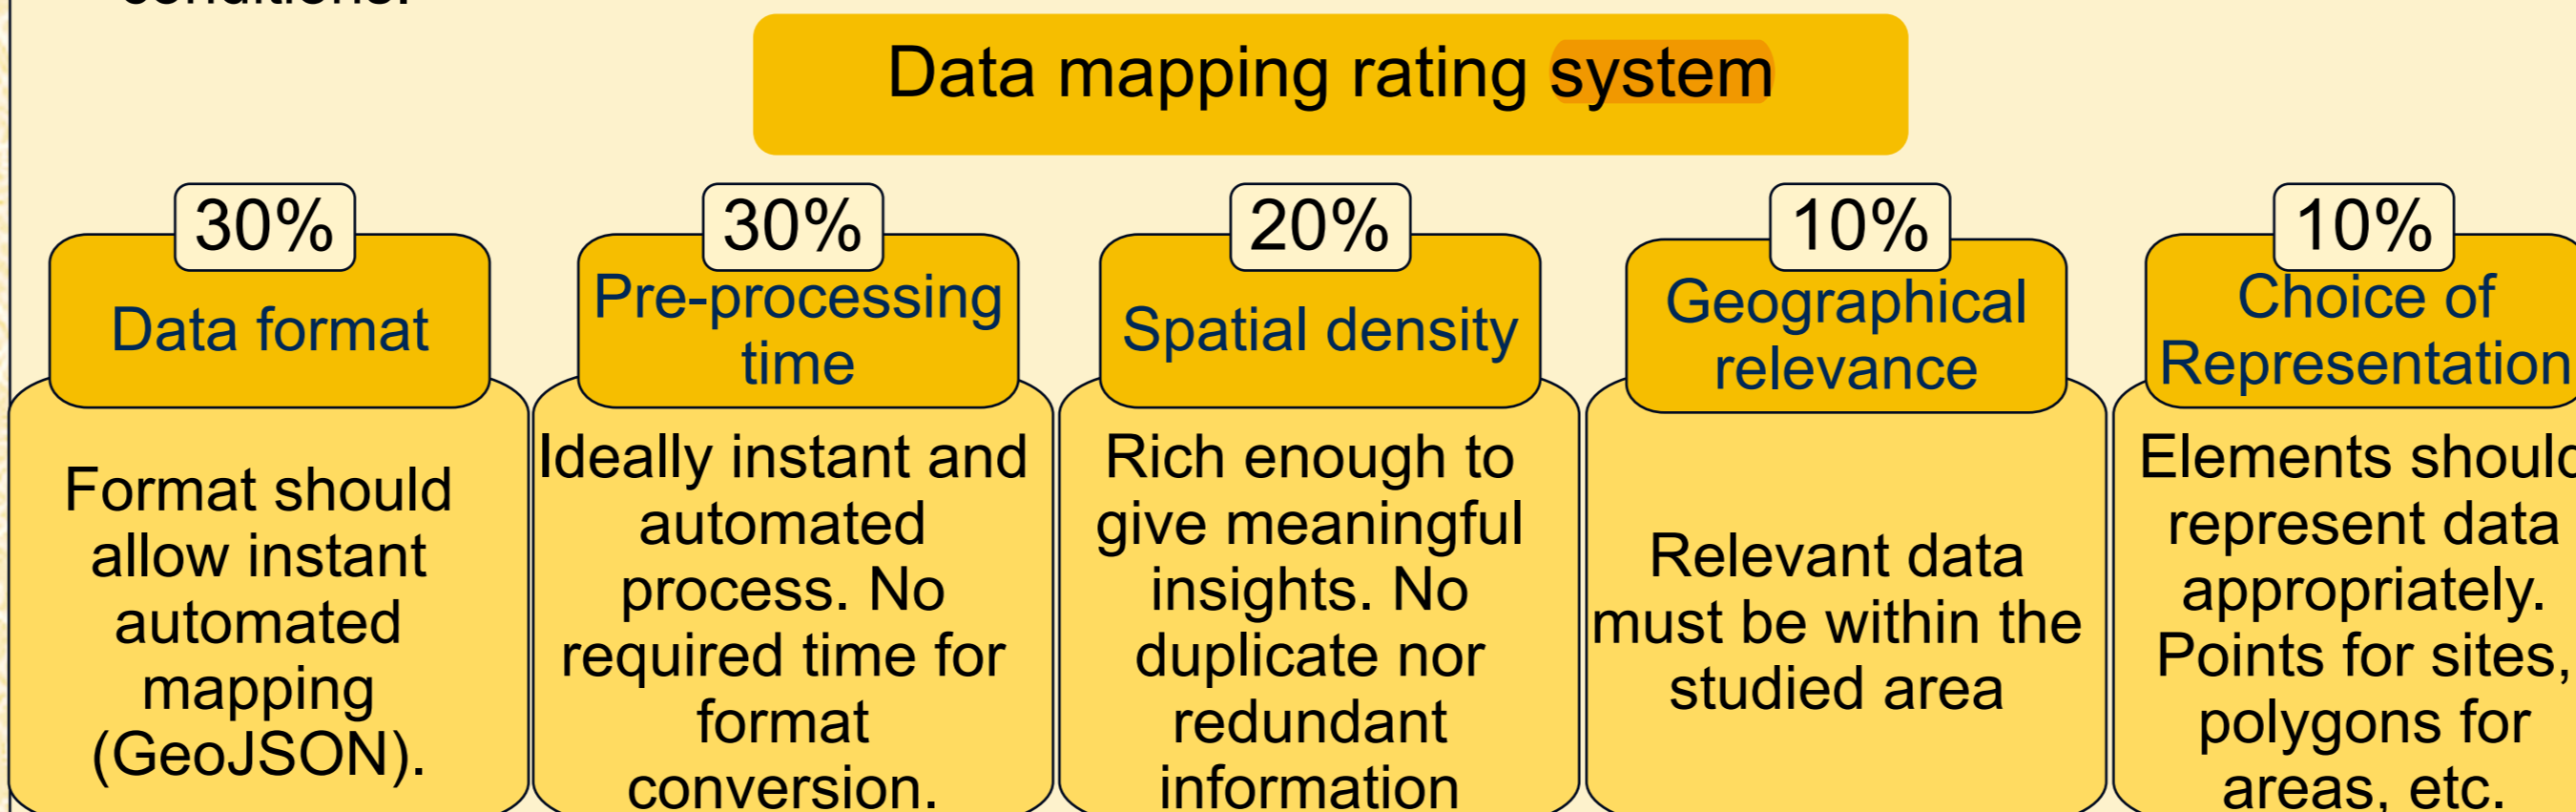 conditions.
Data mapping rating system
30%
Data format
Format should
allow instant
automated
mapping
(GeoJSON).
30%
Pre-processing
time
Ideally instant and
automated
process. No
required time for
format
conversion.
20%
Spatial density
Rich enough to
give meaningful
insights. No
duplicate nor
redundant
information
10%
Geographical
relevance
Relevant data
must be within the
studied area
10%
Choice of
Representation
Elements should
represent data
appropriately.
Points for sites,
polygons for
areas, etc.